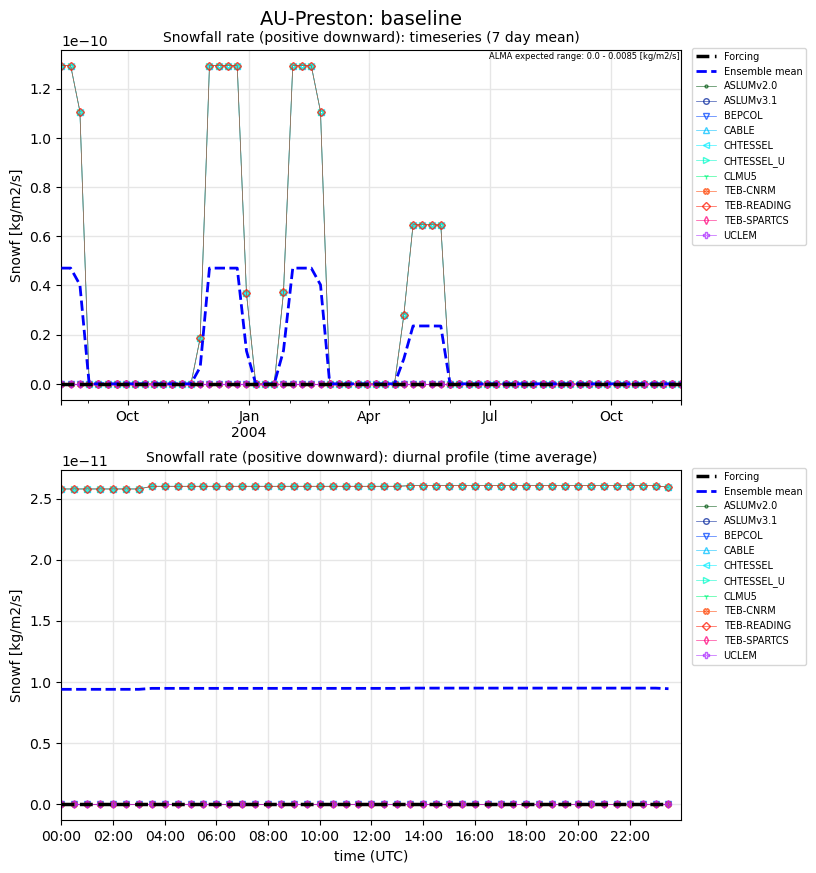 AU-Preston: baseline
Snowfall rate (positive downward): timeseries (7 day mean)
1e−10
ALMA expected range: 0.0 - 0.0085 [kg/m2/s]
Snowf [kg/m2/s]
1.2
1.0
0.8
0.6
0.4
0.2
0.0
Oct
Jan
2004
Apr
Jul
Oct
Forcing
Ensemble mean
ASLUMv2.0
ASLUMv3.1
BEPCOL
CABLE
CHTESSEL
CHTESSEL_U
CLMU5
TEB-CNRM
TEB-READING
TEB-SPARTCS
UCLEM
Snowfall rate (positive downward): diurnal profile (time average)
1e−11
Snowf [kg/m2/s]
2.5
2.0
1.5
1.0
0.5
0.0
00:00
02:00
04:00
06:00
08:00
10:00
12:00
14:00
16:00
18:00
20:00
22:00
time (UTC)
Forcing
Ensemble mean
ASLUMv2.0
ASLUMv3.1
BEPCOL
CABLE
CHTESSEL
CHTESSEL_U
CLMU5
TEB-CNRM
TEB-READING
TEB-SPARTCS
UCLEM